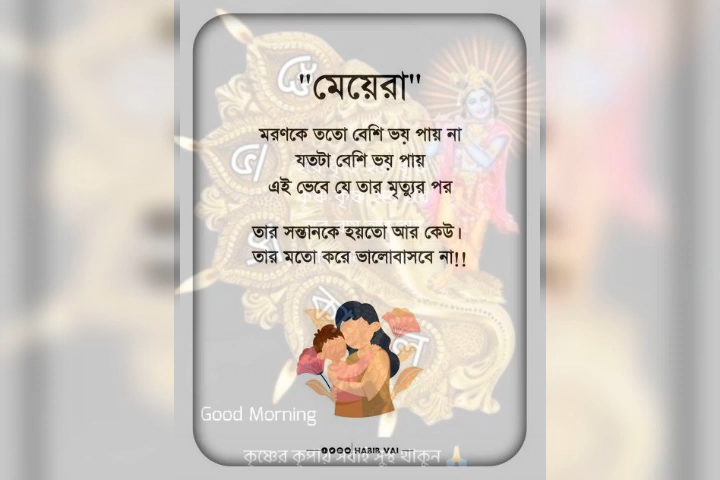 "মেয়েরা"
মরণকে ততো বেশি ভয় পায় না
যতটা বেশি ভয় পায়
এই ভেবে যে তার মৃত্যুর পর
তার সন্তানকে হয়তো আর কেউ।
তার মতো করে ভালোবাসবে না!!
Good Morning
HABIB VAI
কৃষ্ণের কৃপায় সবাই সুস্থ থাকুন 🙏